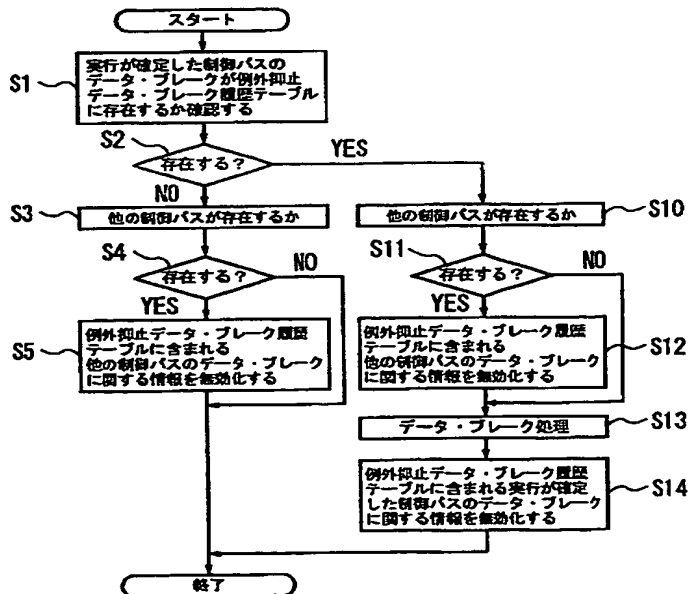 スタート
S1
実行が確定した制御パスの
データ・ブレークが例外抑止
データ・ブレーク履歴テーブル
に存在するか確認する
S2
存在する?
YES
NO
S3
他の制御パスが存在するか
S4
存在する?
NO
YES
S5
例外抑止データ・ブレーク履歴
テーブルに含まれる
他の制御パスのデータ・ブレーク
に関する情報を無効化する
他の制御パスが存在するか
S10
S11
存在する?
NO
YES
例外抑止データ・ブレーク履歴
テーブルに含まれる
他の制御パスのデータ・ブレーク
に関する情報を無効化する
S12
データ・ブレーク処理
S13
例外抑止データ・ブレーク履歴
テーブルに含まれる実行が確定
した制御パスのデータ・ブレーク
に関する情報を無効化する
S14
終了